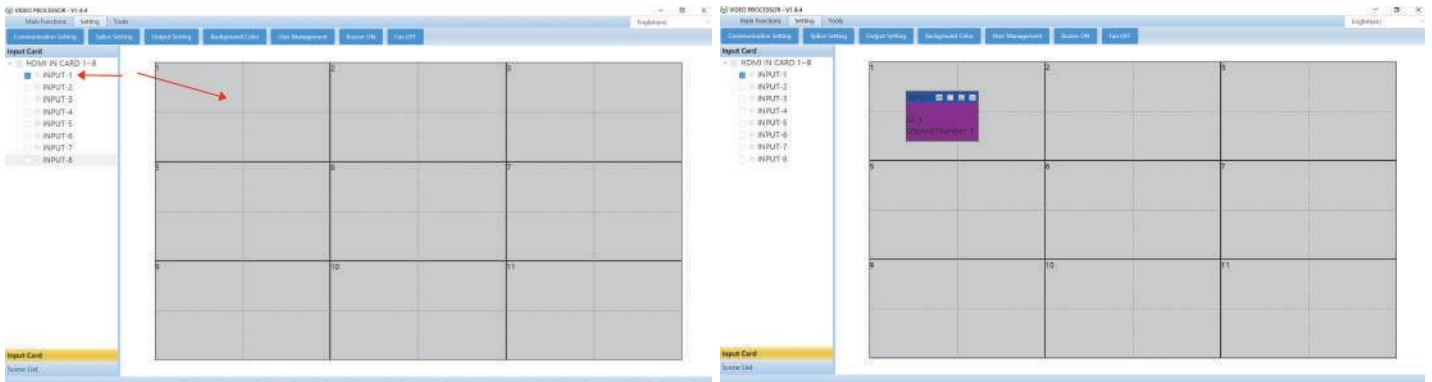 VIDEO PROCESSOR - V1.4.4
Main Functions Setting Tools
Communication Setting Splice Setting Output Setting Background Color User Management Buzzer ON Fan OFF
Input Card
HDMI IN CARD 1~8
INPUT-1
INPUT-2
INPUT-3
INPUT-4
INPUT-5
INPUT-6
INPUT-7
INPUT-8
1 2 3
5 6 7
9 10 11
Input Card
Scene List
VIDEO PROCESSOR - V1.4.4
Main Functions Setting Tools
Communication Setting Splice Setting Output Setting Background Color User Management Buzzer ON Fan OFF
Input Card
HDMI IN CARD 1~8
INPUT-1
INPUT-2
INPUT-3
INPUT-4
INPUT-5
INPUT-6
INPUT-7
INPUT-8
1 2 3
ID: 1
Number: 1
5 6 7
9 10 11
Input Card
Scene List